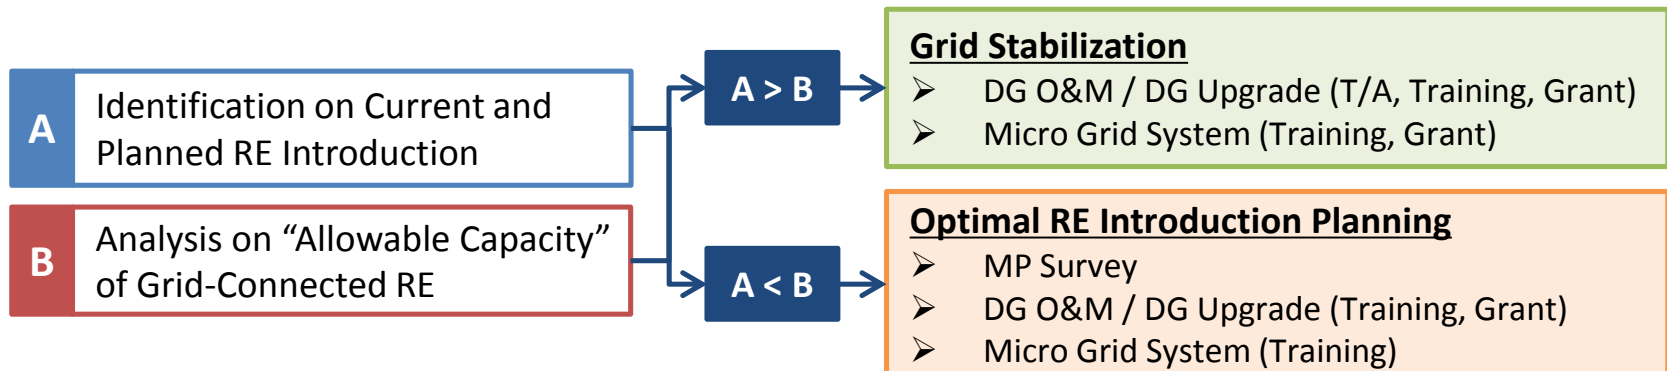 A
Identification on Current and
Planned RE Introduction
B
Analysis on “Allowable Capacity”
of Grid-Connected RE
A > B
A < B
Grid Stabilization
➢ DG O&M / DG Upgrade (T/A, Training, Grant)
➢ Micro Grid System (Training, Grant)
Optimal RE Introduction Planning
➢ MP Survey
➢ DG O&M / DG Upgrade (Training, Grant)
➢ Micro Grid System (Training)